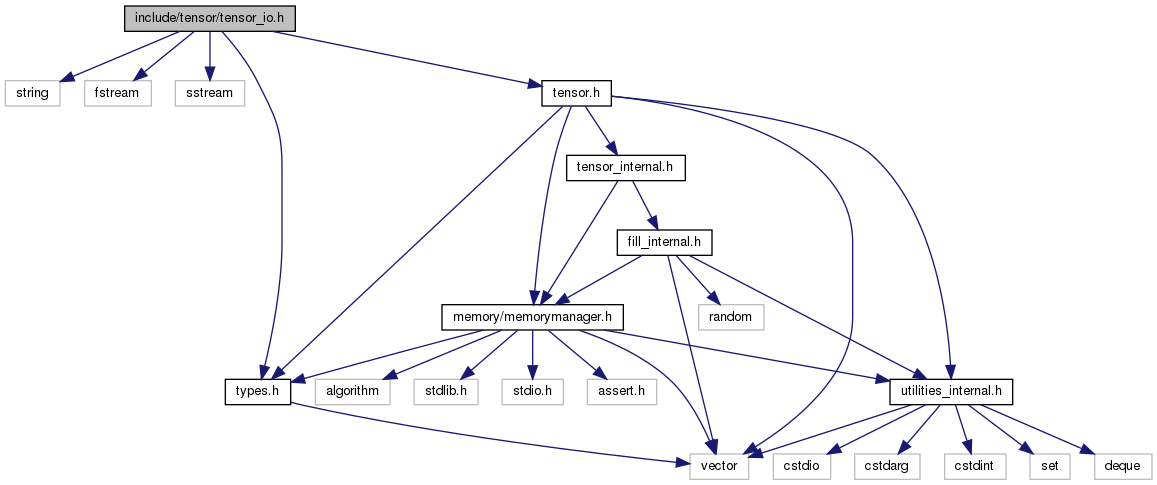 include/tensor/tensor_io.h
string
fstream
sstream
tensor.h
tensor_internal.h
fill_internal.h
memory/memorymanager.h
random
types.h
algorithm
stdlib.h
stdio.h
assert.h
utilities_internal.h
vector
cstdio
cstdarg
cstdint
set
deque